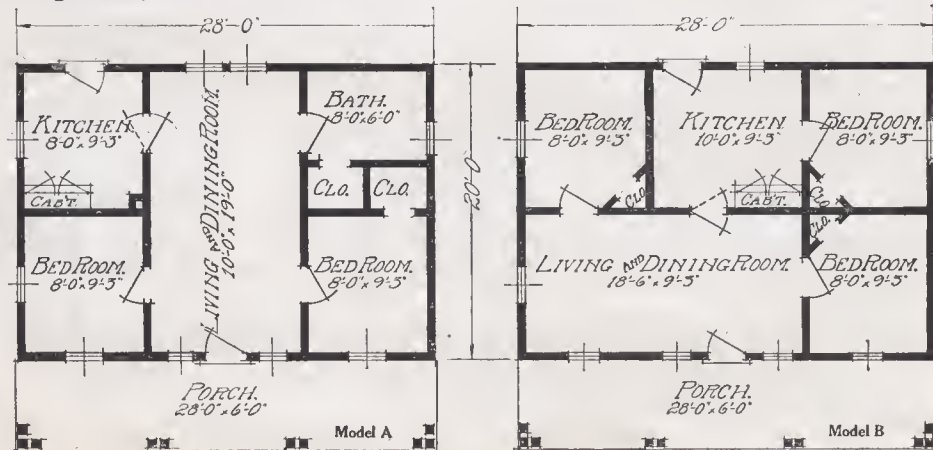 28'-0"
KITCHEN
8'-0" x 9'-3"
CAB'T.
BED ROOM.
8'-0" x 9'-3"
LIVING AND DINING ROOM.
10'-0" x 19'-0"
BATH.
8'-0" x 6'-0"
CLO.
CLO.
BED ROOM.
8'-0" x 9'-3"
PORCH.
28'-0" x 6'-0"
Model A
20'-0"
28'-0"
BED ROOM.
8'-0" x 9'-3"
CLO.
KITCHEN
10'-0" x 9'-3"
CAB'T.
BED ROOM.
8'-0" x 9'-3"
CLO
CLO.
LIVING AND DINING ROOM.
18'-6" x 9'-3"
BED ROOM.
8'-0" x 9'-3"
PORCH.
28'-0" x 6'-0"
Model B